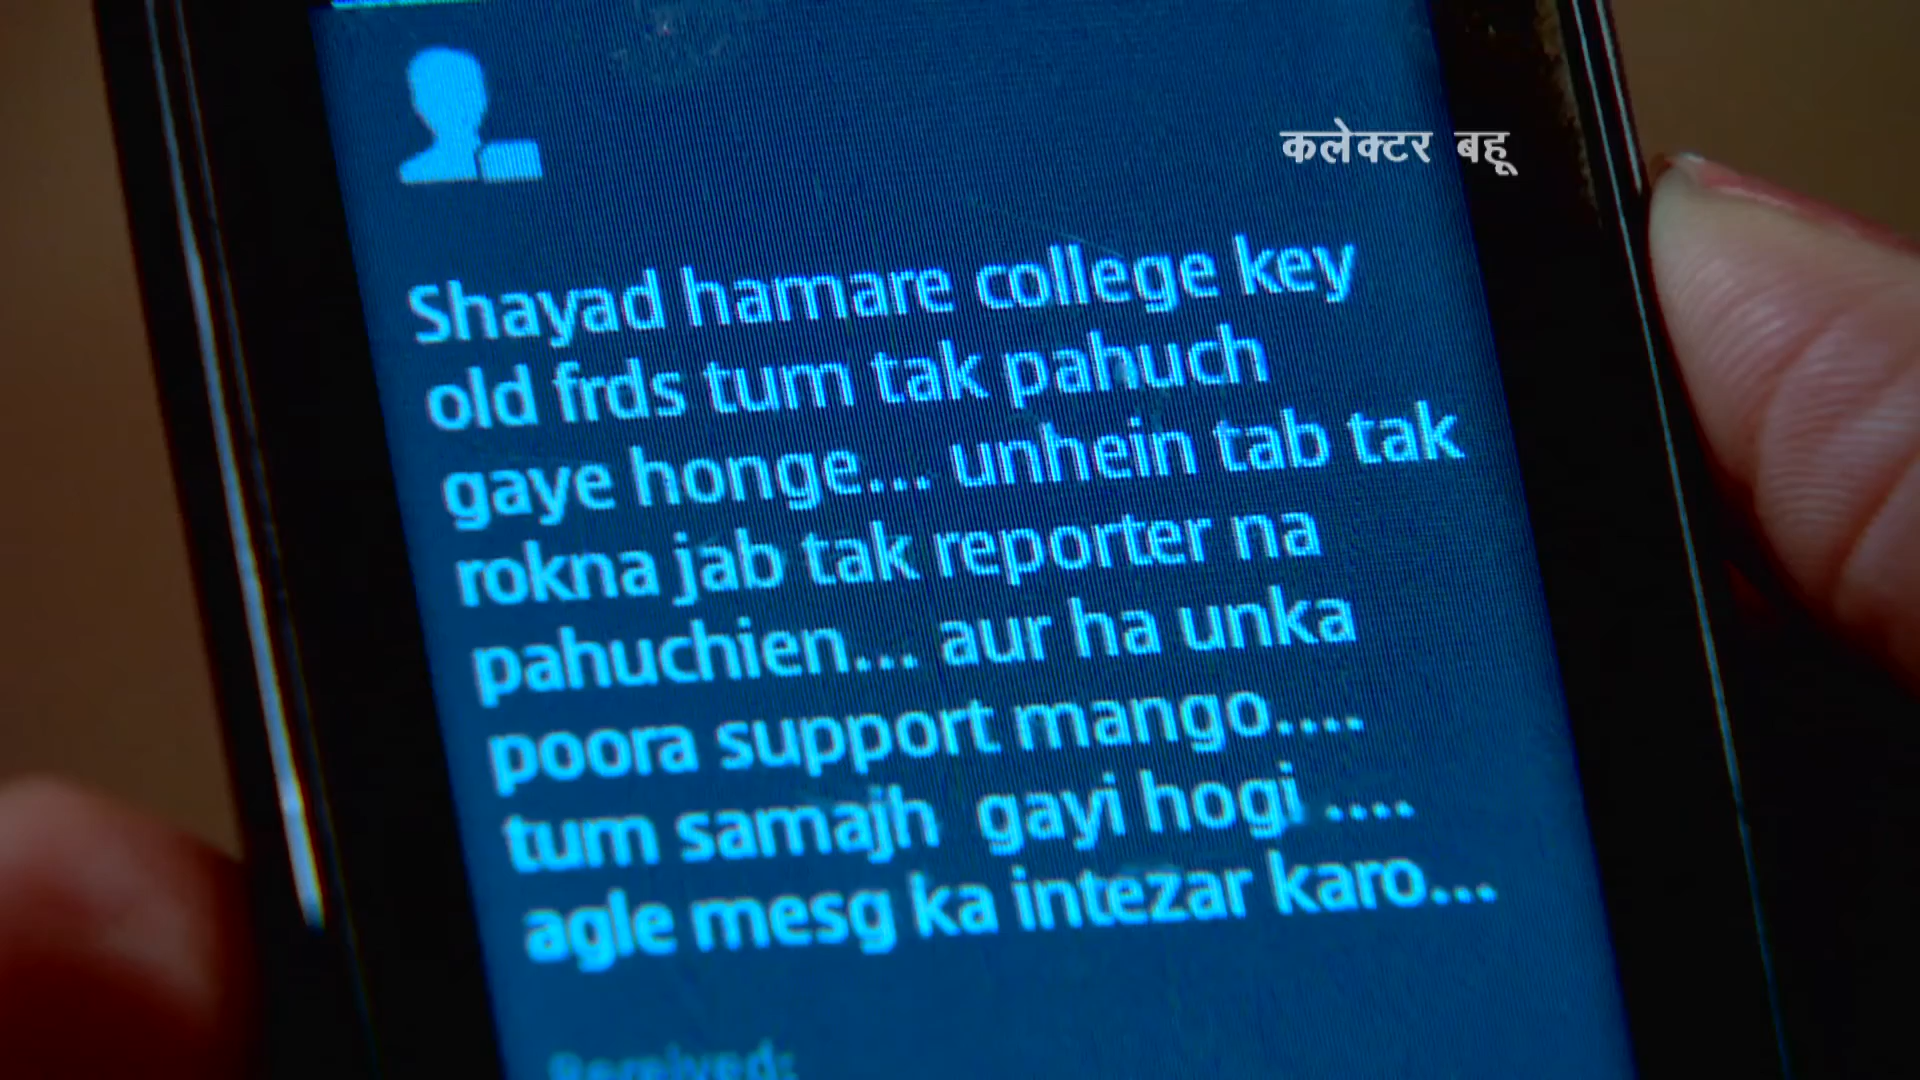 कलेक्टर बहू
Shayad hamare college key
old frds tum tak pahuch
gaye honge... unhein tab tak
rokna jab tak reporter na
pahuchien... aur ha unka
poora support mango....
tum samajh gayi hogi ....
agle mesg ka intezar karo...
Received: